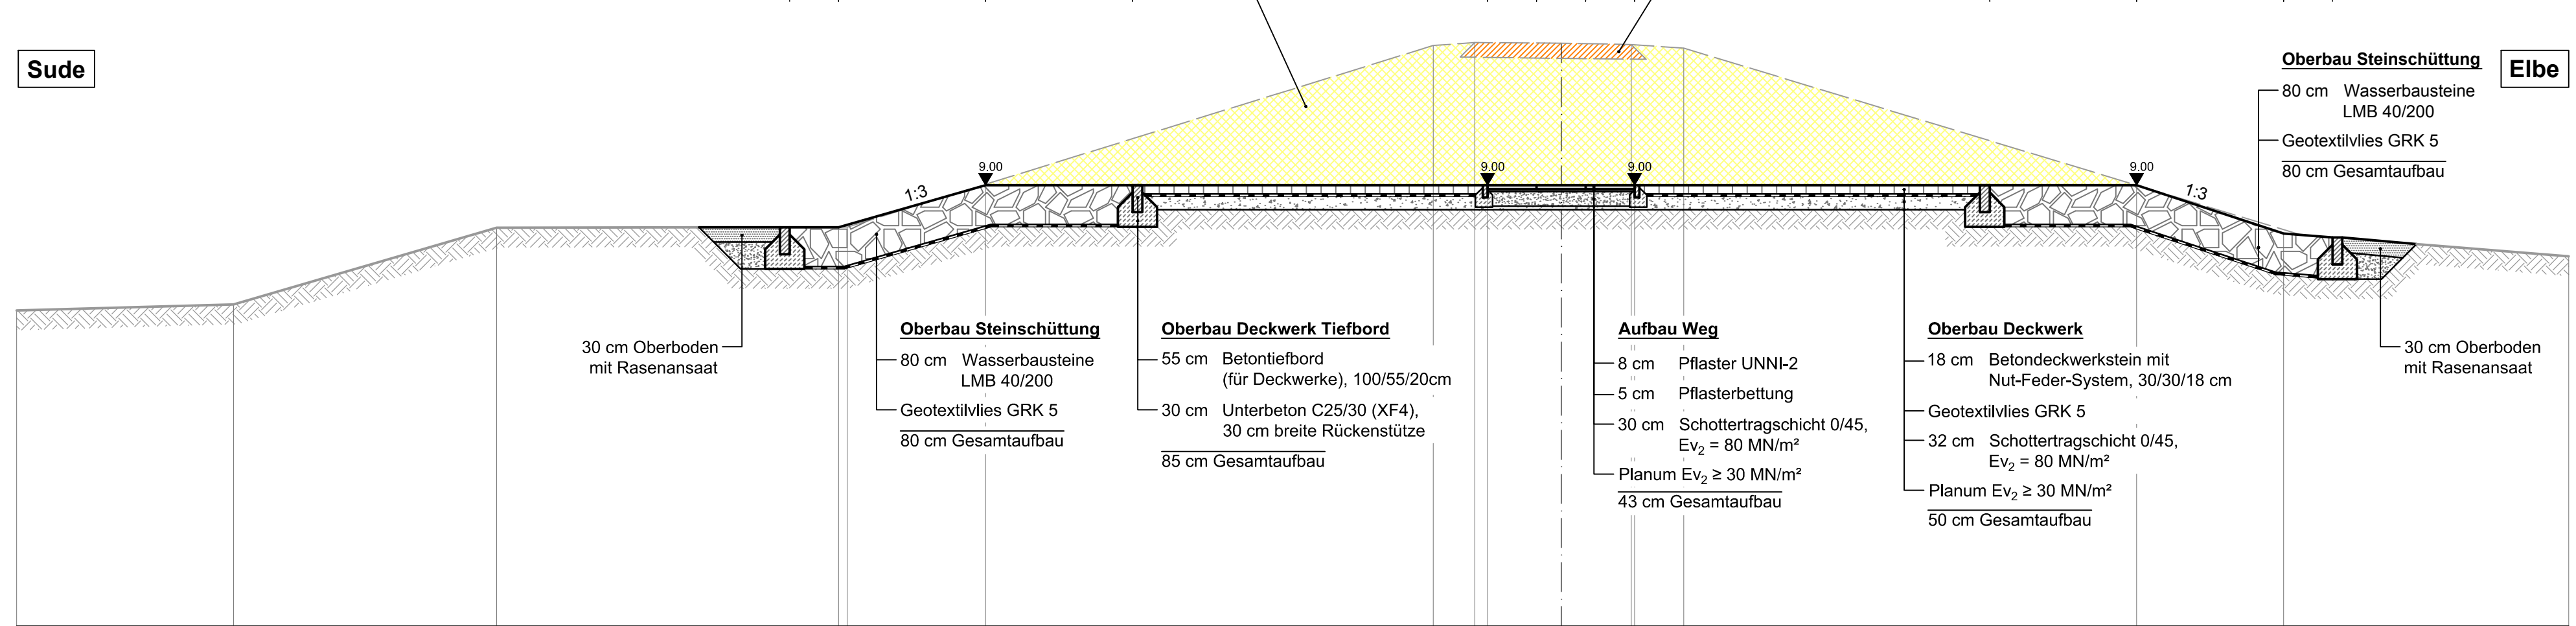 Sude
Elbe
Oberbau Steinschüttung
80 cm Wasserbausteine
LMB 40/200
Geotextilvlies GRK 5
80 cm Gesamtaufbau
9.00
9.00
9.00
9.00
1:3
1:3
30 cm Oberboden
mit Rasenansaat
Oberbau Steinschüttung
80 cm Wasserbausteine
LMB 40/200
Geotextilvlies GRK 5
80 cm Gesamtaufbau
Oberbau Deckwerk Tiefbord
55 cm Betontiefbord
(für Deckwerke), 100/55/20cm
30 cm Unterbeton C25/30 (XF4),
30 cm breite Rückenstütze
85 cm Gesamtaufbau
Aufbau Weg
8 cm Pflaster UNNI-2
5 cm Pflasterbettung
30 cm Schottertragschicht 0/45,
Ev₂ = 80 MN/m²
Planum Ev₂ ≥ 30 MN/m²
43 cm Gesamtaufbau
Oberbau Deckwerk
18 cm Betondeckwerkstein mit
Nut-Feder-System, 30/30/18 cm
Geotextilvlies GRK 5
32 cm Schottertragschicht 0/45,
Ev₂ = 80 MN/m²
Planum Ev₂ ≥ 30 MN/m²
50 cm Gesamtaufbau
30 cm Oberboden
mit Rasenansaat